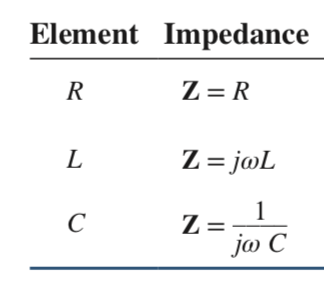 Element Impedance
R Z = R
L Z = jωL
C Z = 1/(jω C)